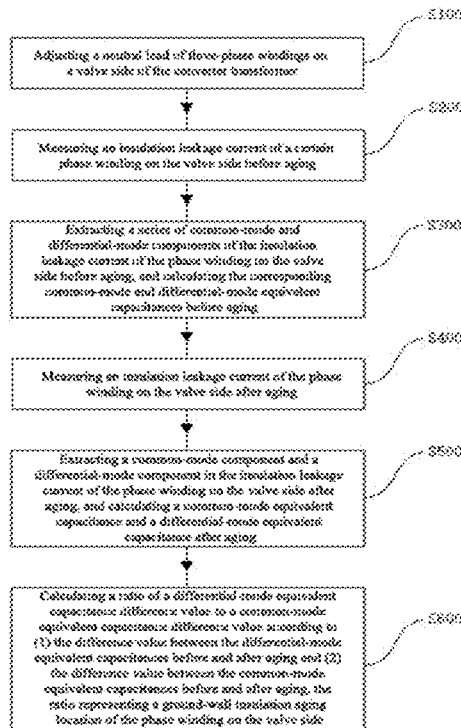 S100
Adjusting a neutral lead of three-phase windings on
a valve side of the converter transformer
S200
Measuring an insulation leakage current of a certain
phase winding on the valve side before aging
S300
Extracting a series of common-mode and
differential-mode components of the insulation
leakage current of the phase winding on the valve
side before aging, and calculating the corresponding
common-mode and differential-mode equivalent
capacitances before aging
S400
Measuring an insulation leakage current of the phase
winding on the valve side after aging
S500
Extracting a common-mode component and a
differential-mode component in the insulation leakage
current of the phase winding on the valve side after
aging, and calculating a common-mode equivalent
capacitance and a differential-mode equivalent
capacitance after aging
S600
Calculating a ratio of a differential-mode equivalent
capacitance difference value to a common-mode
equivalent capacitance difference value according to
(1) the difference value between the differential-mode
equivalent capacitances before and after aging and (2)
the difference value between the common-mode
equivalent capacitances before and after aging, the
ratio representing a ground-wall insulation aging
location of the phase winding on the valve side